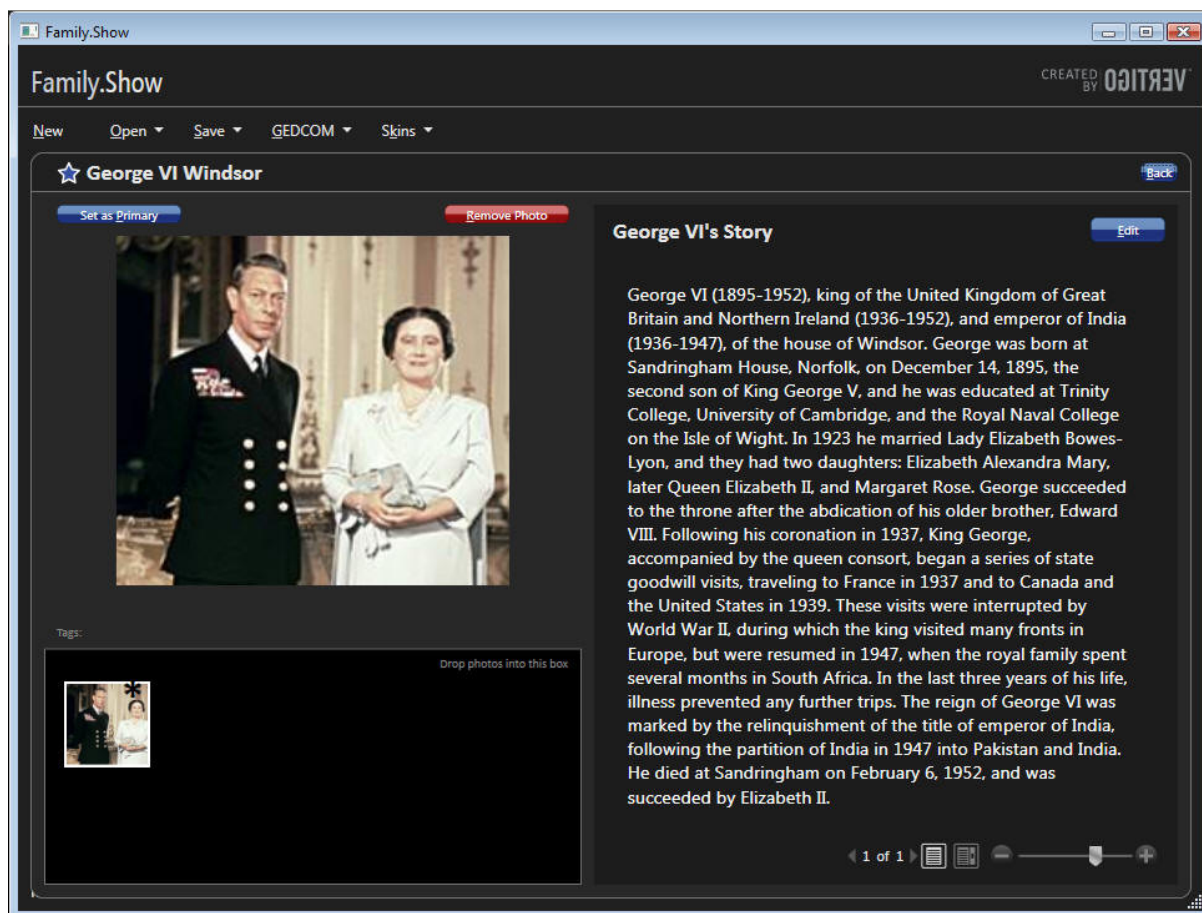 Family.Show
Family.Show
CREATED BY VERTIGO
New Open Save GEDCOM Skins
George VI Windsor
Back
Set as Primary
Remove Photo
George VI's Story
Edit
George VI (1895-1952), king of the United Kingdom of Great
Britain and Northern Ireland (1936-1952), and emperor of India
(1936-1947), of the house of Windsor. George was born at
Sandringham House, Norfolk, on December 14, 1895, the
second son of King George V, and he was educated at Trinity
College, University of Cambridge, and the Royal Naval College
on the Isle of Wight. In 1923 he married Lady Elizabeth Bowes-
Lyon, and they had two daughters: Elizabeth Alexandra Mary,
later Queen Elizabeth II, and Margaret Rose. George succeeded
to the throne after the abdication of his older brother, Edward
VIII. Following his coronation in 1937, King George,
accompanied by the queen consort, began a series of state
goodwill visits, traveling to France in 1937 and to Canada and
the United States in 1939. These visits were interrupted by
World War II, during which the king visited many fronts in
Europe, but were resumed in 1947, when the royal family spent
several months in South Africa. In the last three years of his life,
illness prevented any further trips. The reign of George VI was
marked by the relinquishment of the title of emperor of India,
following the partition of India in 1947 into Pakistan and India.
He died at Sandringham on February 6, 1952, and was
succeeded by Elizabeth II.
Tags:
Drop photos into this box
1 of 1